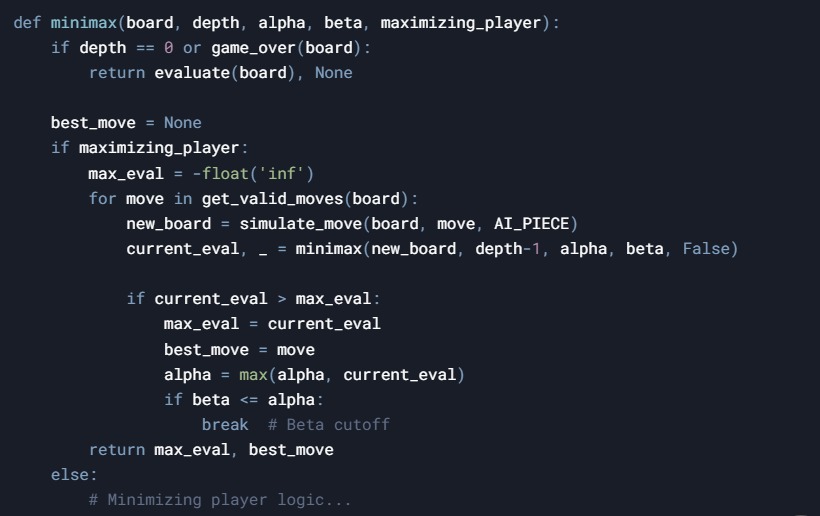 def minimax(board, depth, alpha, beta, maximizing_player):
    if depth == 0 or game_over(board):
        return evaluate(board), None

    best_move = None
    if maximizing_player:
        max_eval = -float('inf')
        for move in get_valid_moves(board):
            new_board = simulate_move(board, move, AI_PIECE)
            current_eval, _ = minimax(new_board, depth-1, alpha, beta, False)

            if current_eval > max_eval:
                max_eval = current_eval
                best_move = move
                alpha = max(alpha, current_eval)
                if beta <= alpha:
                    break  # Beta cutoff
        return max_eval, best_move
    else:
        # Minimizing player logic...